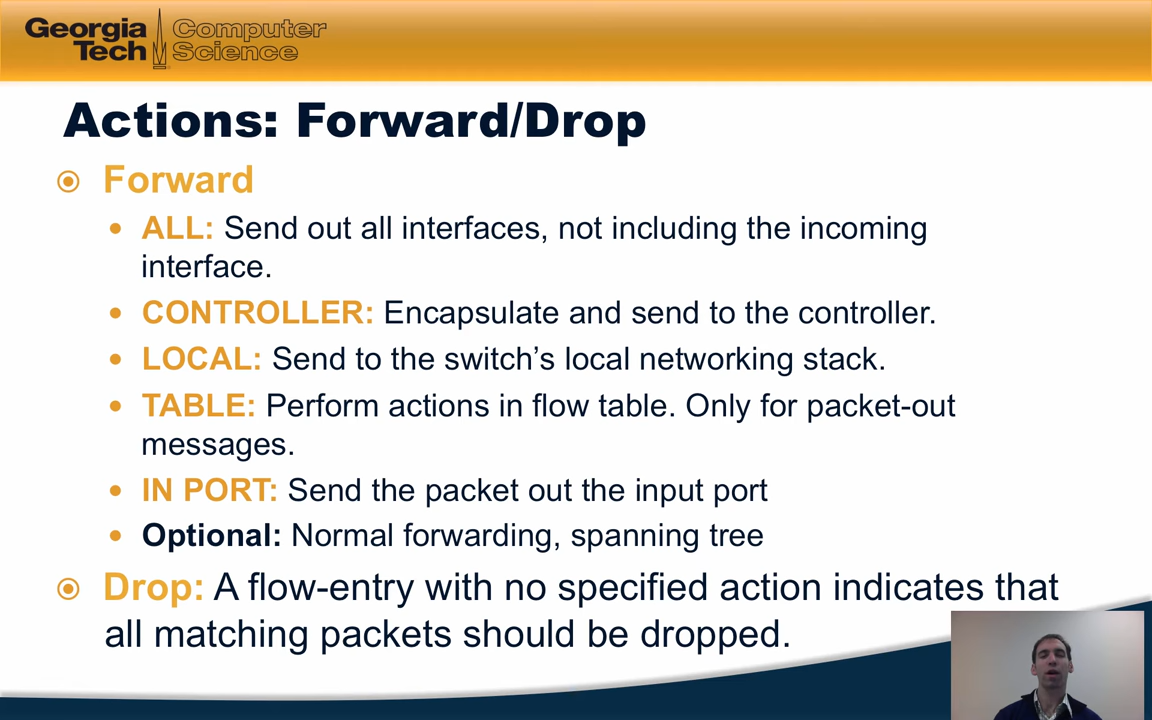 Georgia Tech Computer Science
Actions: Forward/Drop
Forward
ALL: Send out all interfaces, not including the incoming
interface.
CONTROLLER: Encapsulate and send to the controller.
LOCAL: Send to the switch’s local networking stack.
TABLE: Perform actions in flow table. Only for packet-out
messages.
IN PORT: Send the packet out the input port
Optional: Normal forwarding, spanning tree
Drop: A flow-entry with no specified action indicates that
all matching packets should be dropped.